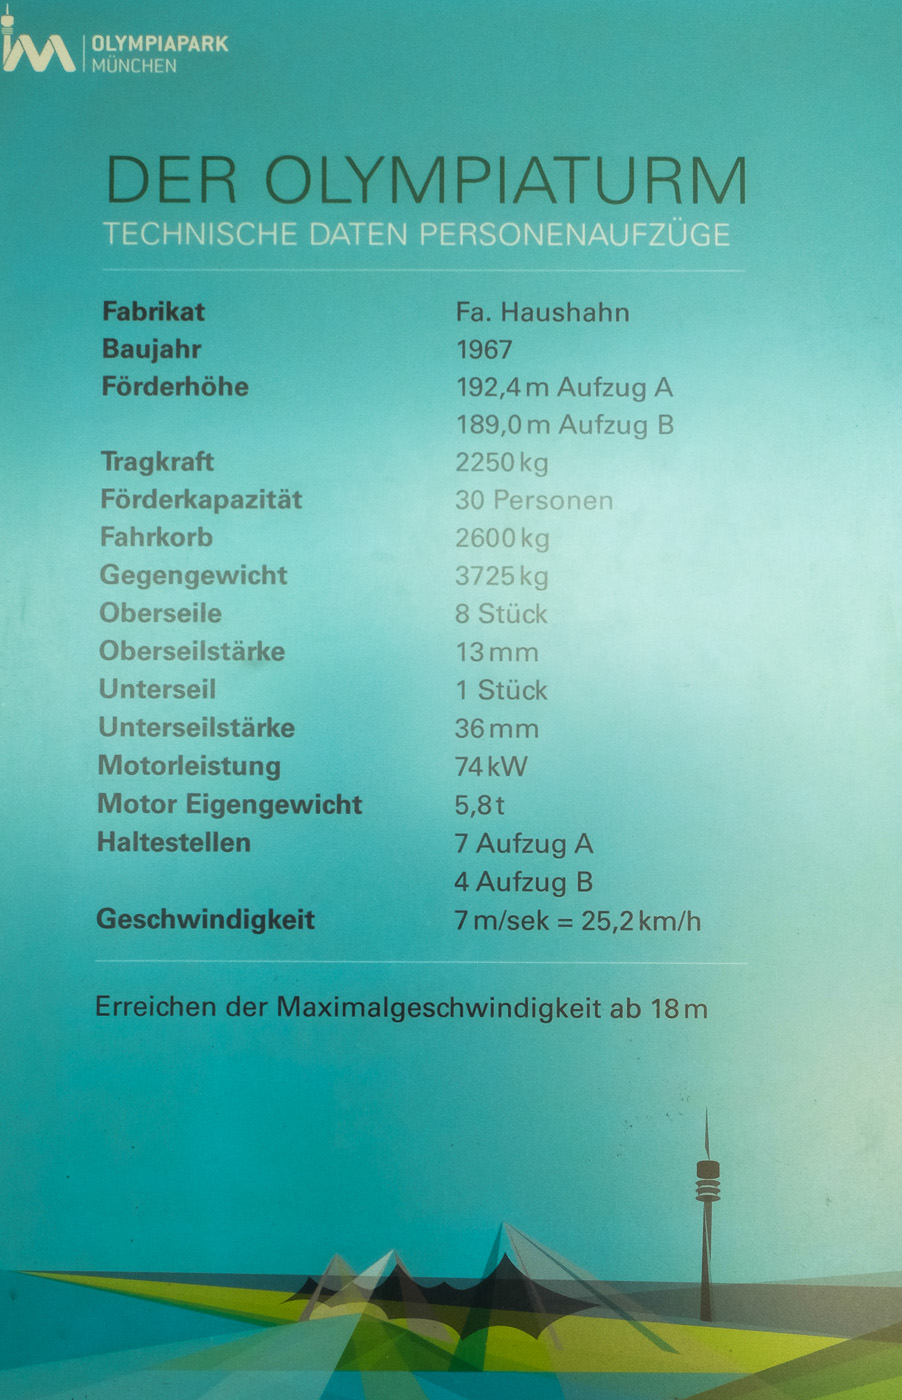 OLYMPIAPARK
MÜNCHEN
DER OLYMPIATURM
TECHNISCHE DATEN PERSONENAUFZÜGE
Fabrikat Fa. Haushahn
Baujahr 1967
Förderhöhe 192,4 m Aufzug A
189,0 m Aufzug B
Tragkraft 2250 kg
Förderkapazität 30 Personen
Fahrkorb 2600 kg
Gegengewicht 3725 kg
Oberseile 8 Stück
Oberseilstärke 13 mm
Unterseil 1 Stück
Unterseilstärke 36 mm
Motorleistung 74 kW
Motor Eigengewicht 5,8 t
Haltestellen 7 Aufzug A
4 Aufzug B
Geschwindigkeit 7 m/sek = 25,2 km/h
Erreichen der Maximalgeschwindigkeit ab 18 m